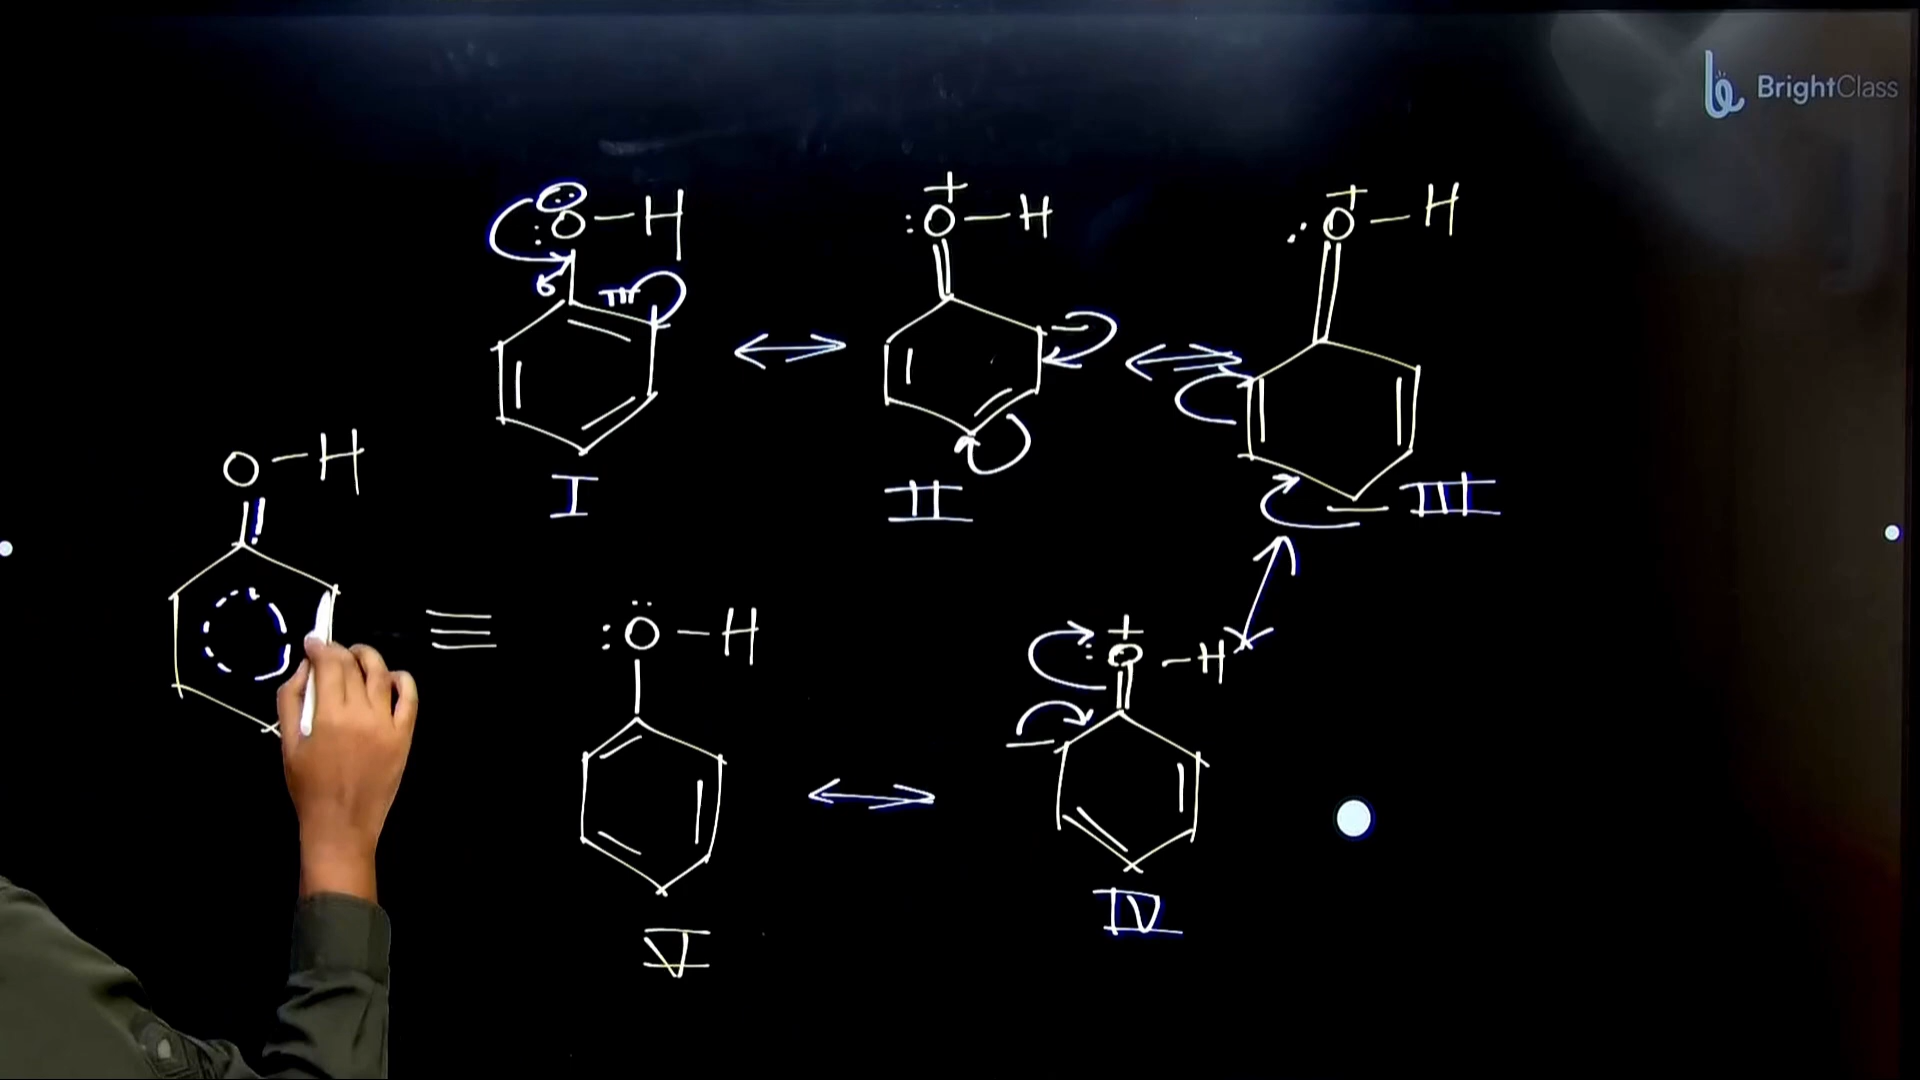 BrightClass
:Ö–H
σ
π
I
+
:O–H
II
+
:O–H
III
O–H
≡
:Ö–H
V
+
:O–H
IV